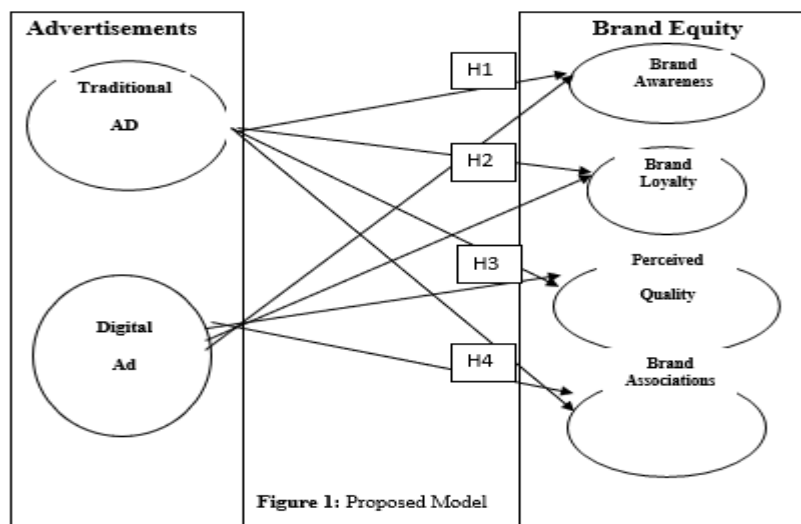 Advertisements
Traditional
AD
Digital
Ad
H1
H2
H3
H4
Brand Equity
Brand
Awareness
Brand
Loyalty
Perceived
Quality
Brand
Associations
Figure 1: Proposed Model